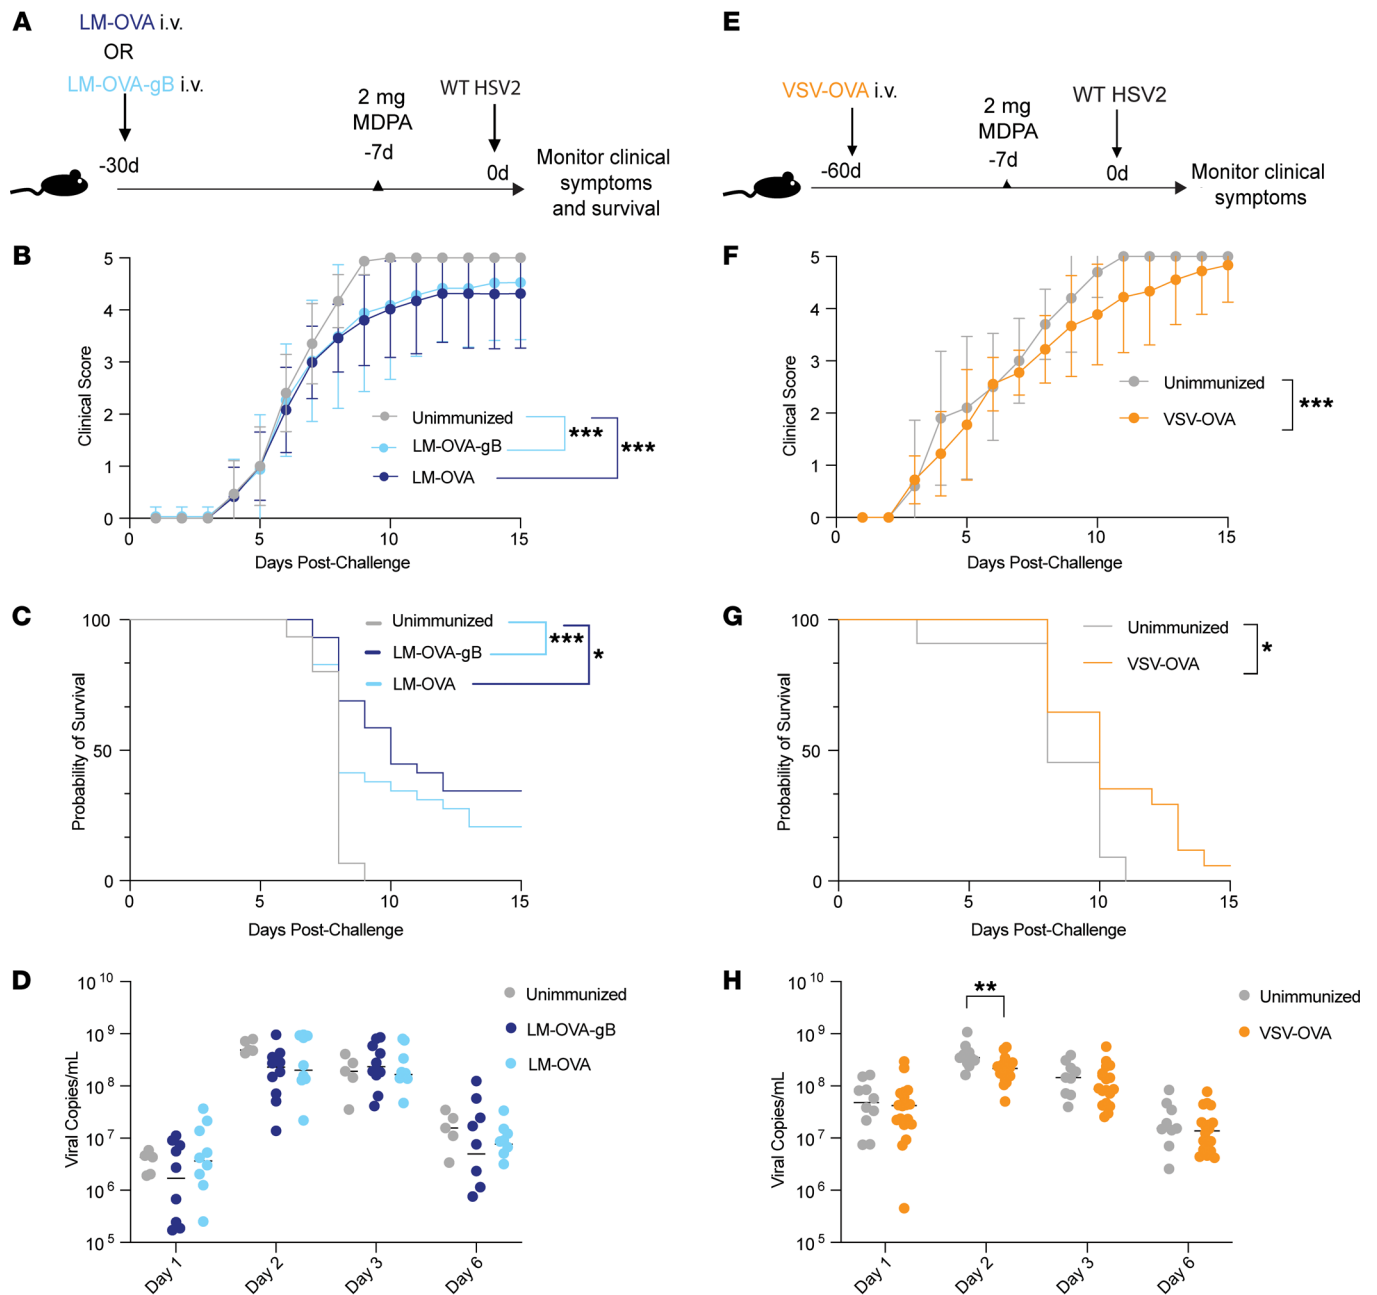 A
LM-OVA i.v.
OR
LM-OVA-gB i.v.
2 mg
MDPA
WT HSV2
-30d
-7d
0d
Monitor clinical
symptoms
and survival
E
VSV-OVA i.v.
2 mg
MDPA
WT HSV2
-60d
-7d
0d
Monitor clinical
symptoms
B
5
4
3
2
1
0
Clinical Score
Unimmunized
LM-OVA-gB
LM-OVA
***
***
0
5
10
15
Days Post-Challenge
F
5
4
3
2
1
0
Clinical Score
Unimmunized
VSV-OVA
***
0
5
10
15
Days Post-Challenge
C
100
50
0
Probability of Survival
Unimmunized
LM-OVA-gB
LM-OVA
***
*
0
5
10
15
Days Post-Challenge
G
100
50
0
Probability of Survival
Unimmunized
VSV-OVA
*
0
5
10
15
Days Post-Challenge
D
10^10
10^9
10^8
10^7
10^6
10^5
Viral Copies/mL
Unimmunized
LM-OVA-gB
LM-OVA
Day 1
Day 2
Day 3
Day 6
H
10^10
10^9
10^8
10^7
10^6
10^5
Viral Copies/mL
**
Unimmunized
VSV-OVA
Day 1
Day 2
Day 3
Day 6